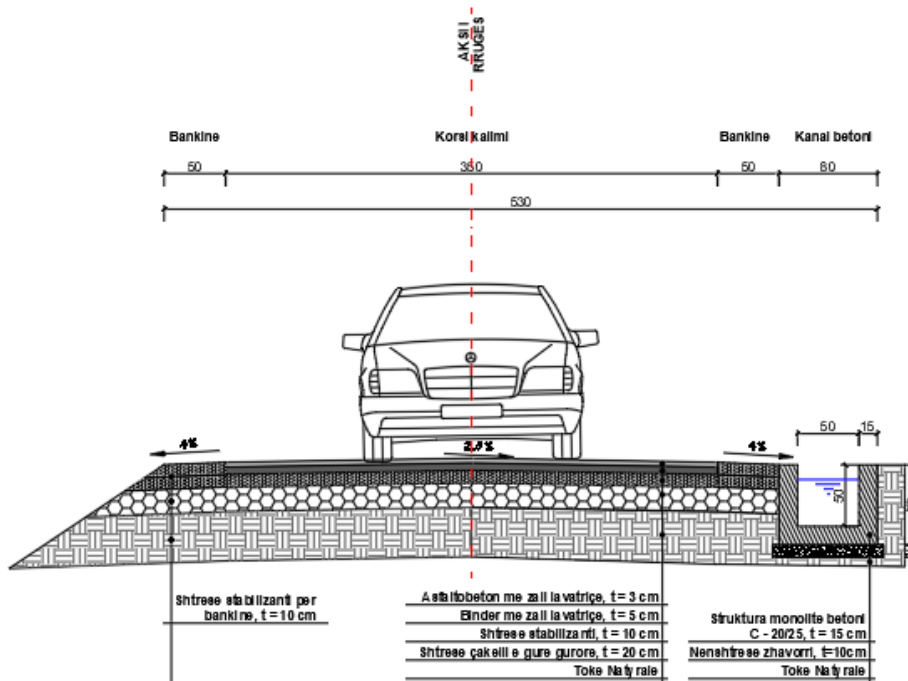 AKSI I
RRUGES
Bankine Korsi kalimi Bankine Kanal betoni
50 350 50 80
530
4% 2.5% 4% 50 15
50
Shtrese stabilizanti per
bankine, t = 10 cm
Asfaltobeton me zall lavatriçe, t = 3 cm
Binder me zall lavatriçe, t = 5 cm
Shtrese stabilizanti, t = 10 cm
Shtrese çakelli e gure gurore, t = 20 cm
Toke Natyrale
Struktura monolite betoni
C - 20/25, t = 15 cm
Nenshtrese zhavorri, t=10cm
Toke Natyrale